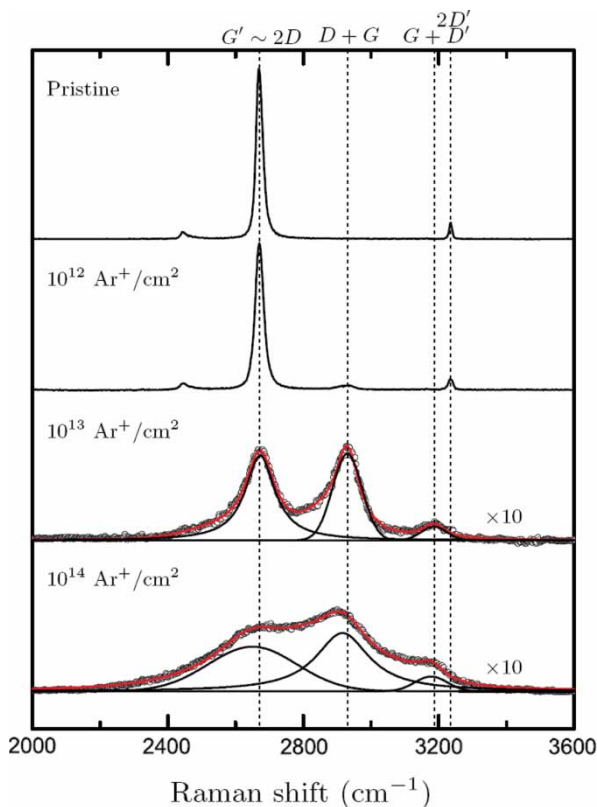 2D′
G′ ∼ 2D D + G G + D′
Pristine
10¹² Ar⁺/cm²
10¹³ Ar⁺/cm²
×10
10¹⁴ Ar⁺/cm²
×10
2000 2400 2800 3200 3600
Raman shift (cm⁻¹)